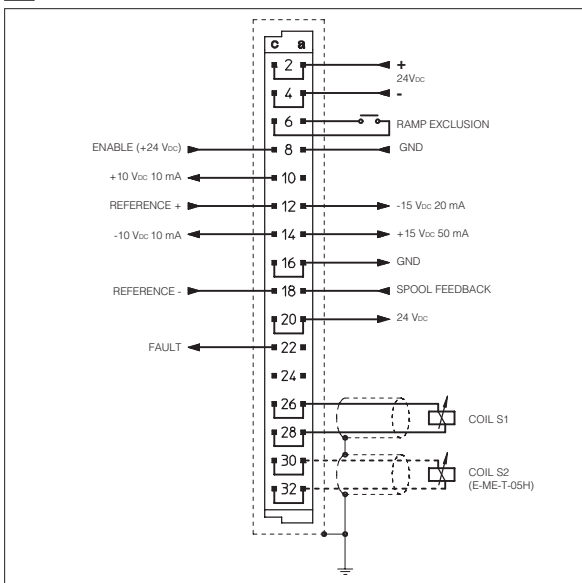 c a
2 +
24VDC
4 -
6 RAMP EXCLUSION
ENABLE (+24 VDC) 8 GND
+10 VDC 10 mA 10
REFERENCE + 12 -15 VDC 20 mA
-10 VDC 10 mA 14 +15 VDC 50 mA
16 GND
REFERENCE - 18 SPOOL FEEDBACK
20 24 VDC
FAULT 22
24
26
COIL S1
28
30
COIL S2
32 (E-ME-T-05H)